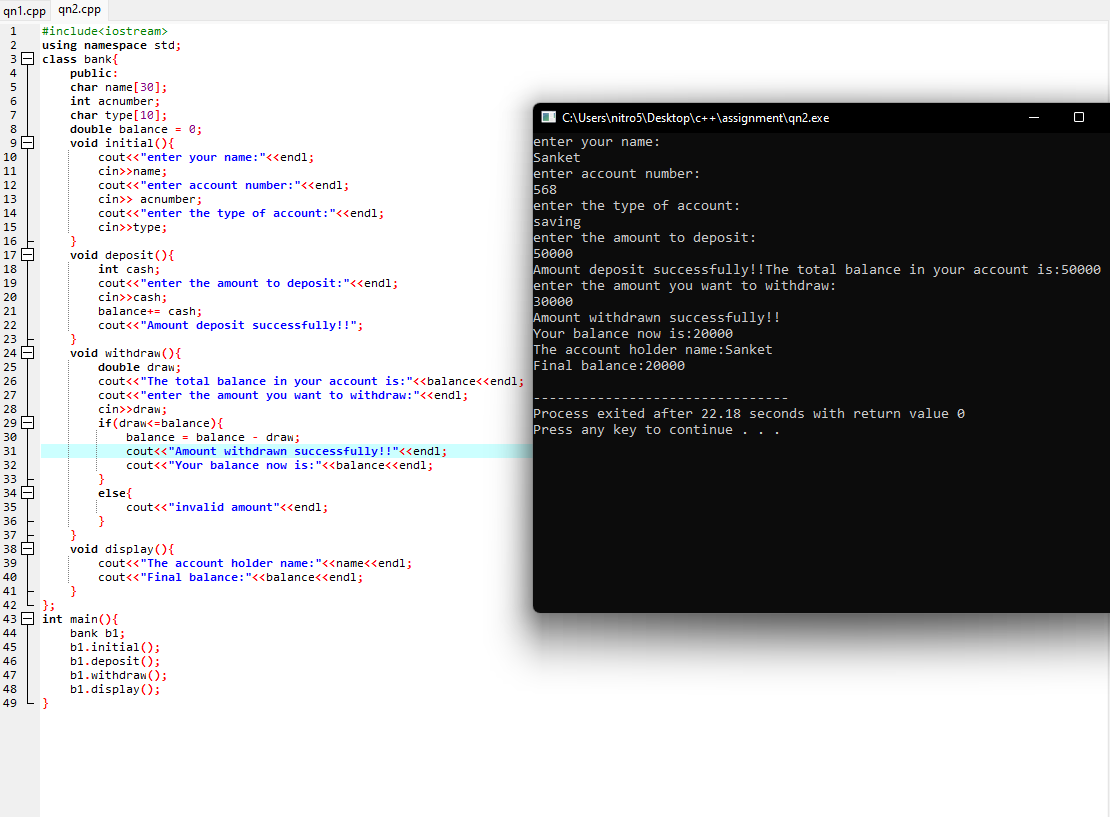 qn1.cpp qn2.cpp
1 #include<iostream>
2 using namespace std;
3 class bank{
4 public:
5 char name[30];
6 int acnumber;
7 char type[10];
8 double balance = 0;
9 void initial(){
10 cout<<"enter your name:"<<endl;
11 cin>>name;
12 cout<<"enter account number:"<<endl;
13 cin>> acnumber;
14 cout<<"enter the type of account:"<<endl;
15 cin>>type;
16 }
17 void deposit(){
18 int cash;
19 cout<<"enter the amount to deposit:"<<endl;
20 cin>>cash;
21 balance+= cash;
22 cout<<"Amount deposit successfully!!";
23 }
24 void withdraw(){
25 double draw;
26 cout<<"The total balance in your account is:"<<balance<<endl;
27 cout<<"enter the amount you want to withdraw:"<<endl;
28 cin>>draw;
29 if(draw<=balance){
30 balance = balance - draw;
31 cout<<"Amount withdrawn successfully!!"<<endl;
32 cout<<"Your balance now is:"<<balance<<endl;
33 }
34 else{
35 cout<<"invalid amount"<<endl;
36 }
37 }
38 void display(){
39 cout<<"The account holder name:"<<name<<endl;
40 cout<<"Final balance:"<<balance<<endl;
41 }
42 };
43 int main(){
44 bank b1;
45 b1.initial();
46 b1.deposit();
47 b1.withdraw();
48 b1.display();
49 }
C:\Users\nitro5\Desktop\c++\assignment\qn2.exe
enter your name:
Sanket
enter account number:
568
enter the type of account:
saving
enter the amount to deposit:
50000
Amount deposit successfully!!The total balance in your account is:50000
enter the amount you want to withdraw:
30000
Amount withdrawn successfully!!
Your balance now is:20000
The account holder name:Sanket
Final balance:20000
--------------------------------
Process exited after 22.18 seconds with return value 0
Press any key to continue . . .